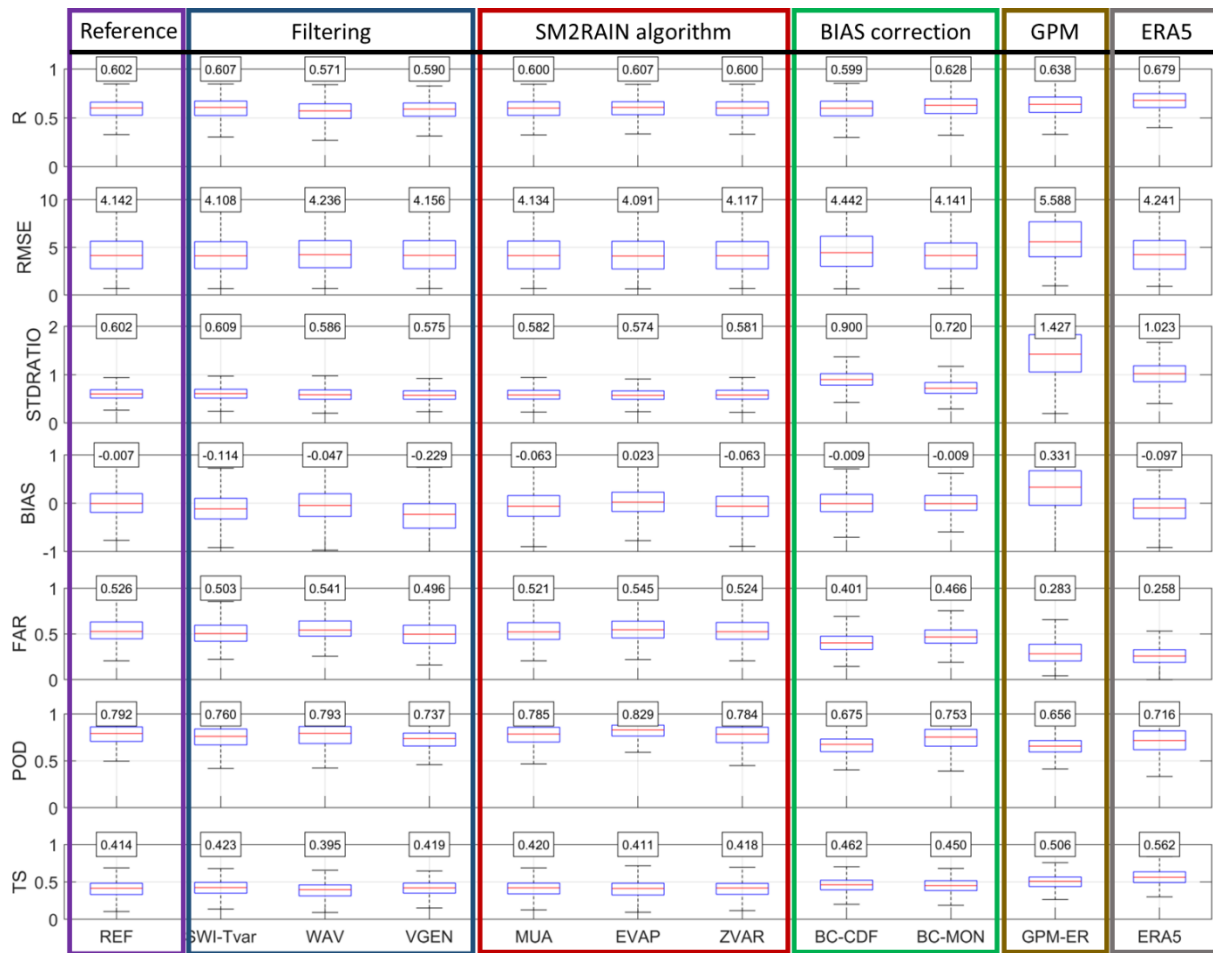 Reference Filtering SM2RAIN algorithm BIAS correction GPM ERA5
1 0.602 0.607 0.571 0.590 0.600 0.607 0.600 0.599 0.628 0.638 0.679
R 0.5
0
10 4.142 4.108 4.236 4.156 4.134 4.091 4.117 4.442 4.141 5.588 4.241
RMSE 5
0
2 0.602 0.609 0.586 0.575 0.582 0.574 0.581 0.900 0.720 1.427 1.023
STDRATIO 1
0
1 -0.007 -0.114 -0.047 -0.229 -0.063 0.023 -0.063 -0.009 -0.009 0.331 -0.097
BIAS 0
-1
1 0.526 0.503 0.541 0.496 0.521 0.545 0.524 0.401 0.466 0.283 0.258
FAR 0.5
0
1 0.792 0.760 0.793 0.737 0.785 0.829 0.784 0.675 0.753 0.656 0.716
POD 0.5
0
1 0.414 0.423 0.395 0.419 0.420 0.411 0.418 0.462 0.450 0.506 0.562
TS 0.5
0
REF SWI-Tvar WAV VGEN MUA EVAP ZVAR BC-CDF BC-MON GPM-ER ERA5